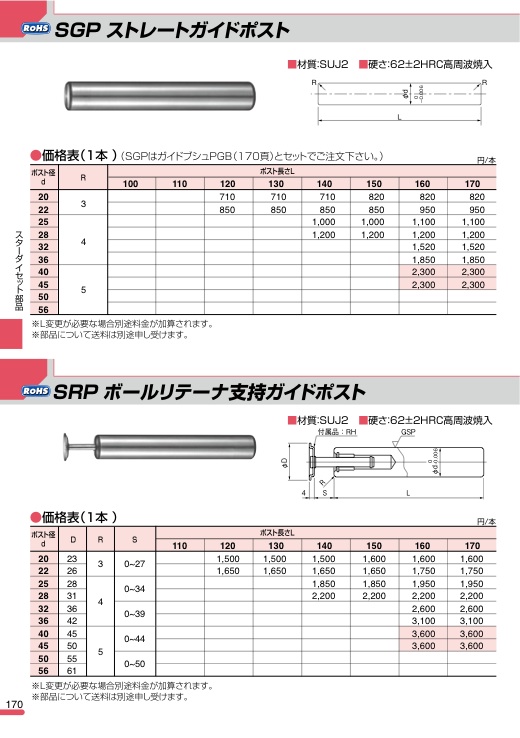 RoHS SGP ストレートガイドポスト
■材質:SUJ2 ■硬さ:62±2HRC高周波焼入
R R
φd 0 -0.006
L
●価格表(1本)(SGPはガイドブシュPGB(170頁)とセットでご注文下さい。) 円/本
ポスト径 d R ポスト長さL
100 110 120 130 140 150 160 170
20 3 710 710 710 820 820 820
22 850 850 850 850 950 950
25 4 1,000 1,000 1,100 1,100
28 1,200 1,200 1,200 1,200
32 1,520 1,520
36 1,850 1,850
40 5 2,300 2,300
45 2,300 2,300
50
56
※L変更が必要な場合別途料金が加算されます。
※部品について送料は別途申し受けます。
スターダイセット部品
RoHS SRP ボールリテーナ支持ガイドポスト
■材質:SUJ2 ■硬さ:62±2HRC高周波焼入
付属品:RH GSP
φD R φd 0 -0.006
4 S L
●価格表(1本) 円/本
ポスト径 d D R S ポスト長さL
110 120 130 140 150 160 170
20 23 3 0~27 1,500 1,500 1,500 1,600 1,600 1,600
22 26 1,650 1,650 1,650 1,650 1,750 1,750
25 28 4 0~34 1,850 1,850 1,950 1,950
28 31 2,200 2,200 2,200 2,200
32 36 0~39 2,600 2,600
36 42 3,100 3,100
40 45 5 0~44 3,600 3,600
45 50 3,600 3,600
50 55 0~50
56 61
※L変更が必要な場合別途料金が加算されます。
※部品について送料は別途申し受けます。
170